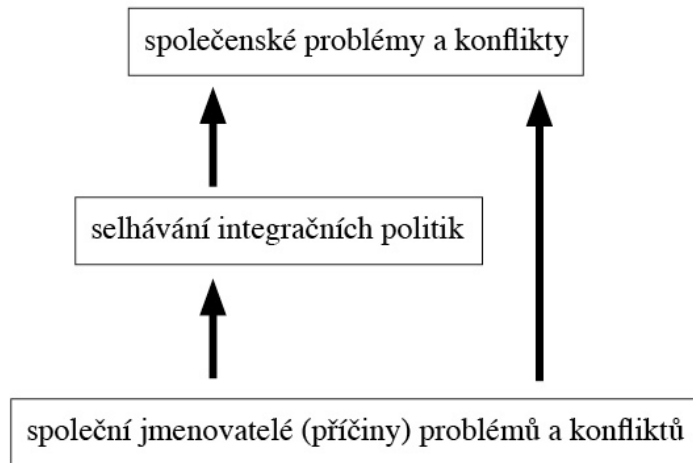 společenské problémy a konflikty
selhávání integračních politik
společní jmenovatelé (příčiny) problémů a konfliktů